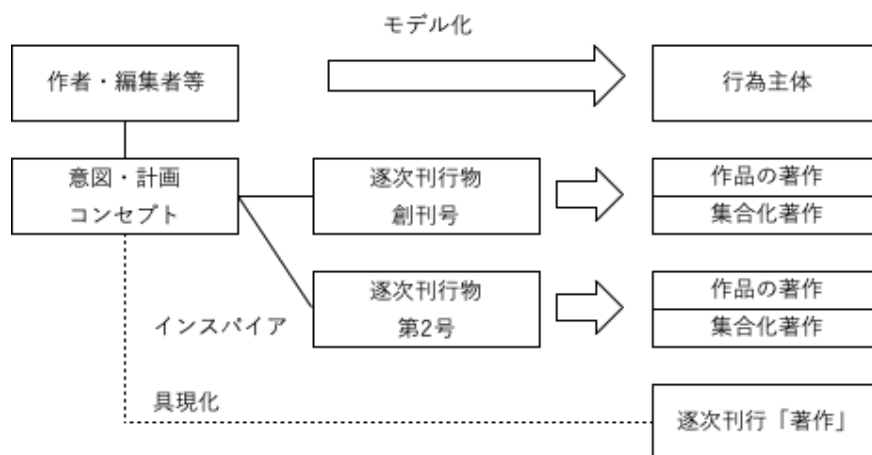 モデル化
作者・編集者等
行為主体
意図・計画
コンセプト
逐次刊行物
創刊号
作品の著作
集合化著作
逐次刊行物
第2号
作品の著作
集合化著作
インスパイア
具現化
逐次刊行「著作」